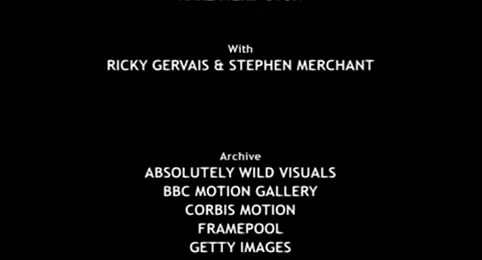 With
RICKY GERVAIS & STEPHEN MERCHANT
Archive
ABSOLUTELY WILD VISUALS
BBC MOTION GALLERY
CORBIS MOTION
FRAMEPOOL
GETTY IMAGES